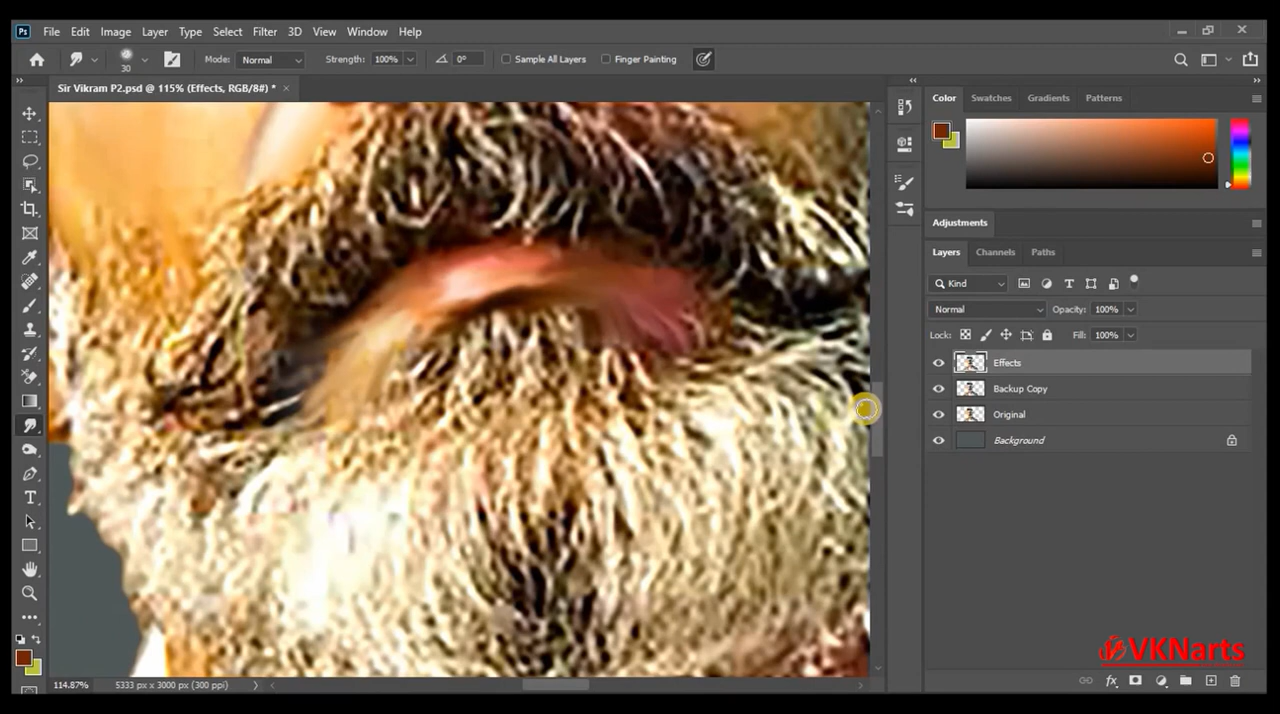 Ps File Edit Image Layer Type Select Filter 3D View Window Help
30 Mode: Normal Strength: 100% 0° Sample All Layers Finger Painting
Sir Vikram P2.psd @ 115% (Effects, RGB/8#) * ×
Color Swatches Gradients Patterns
Adjustments
Layers Channels Paths
Kind
Normal Opacity: 100%
Lock: Fill: 100%
Effects
Backup Copy
Original
Background
VKNarts
114.87% 5333 px x 3000 px (300 ppi)